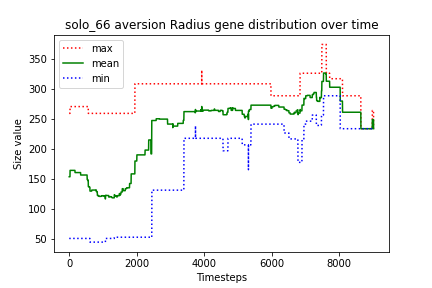 solo_66 aversion Radius gene distribution over time
max
mean
min
Size value
350
300
250
200
150
100
50
0
2000
4000
6000
8000
Timesteps